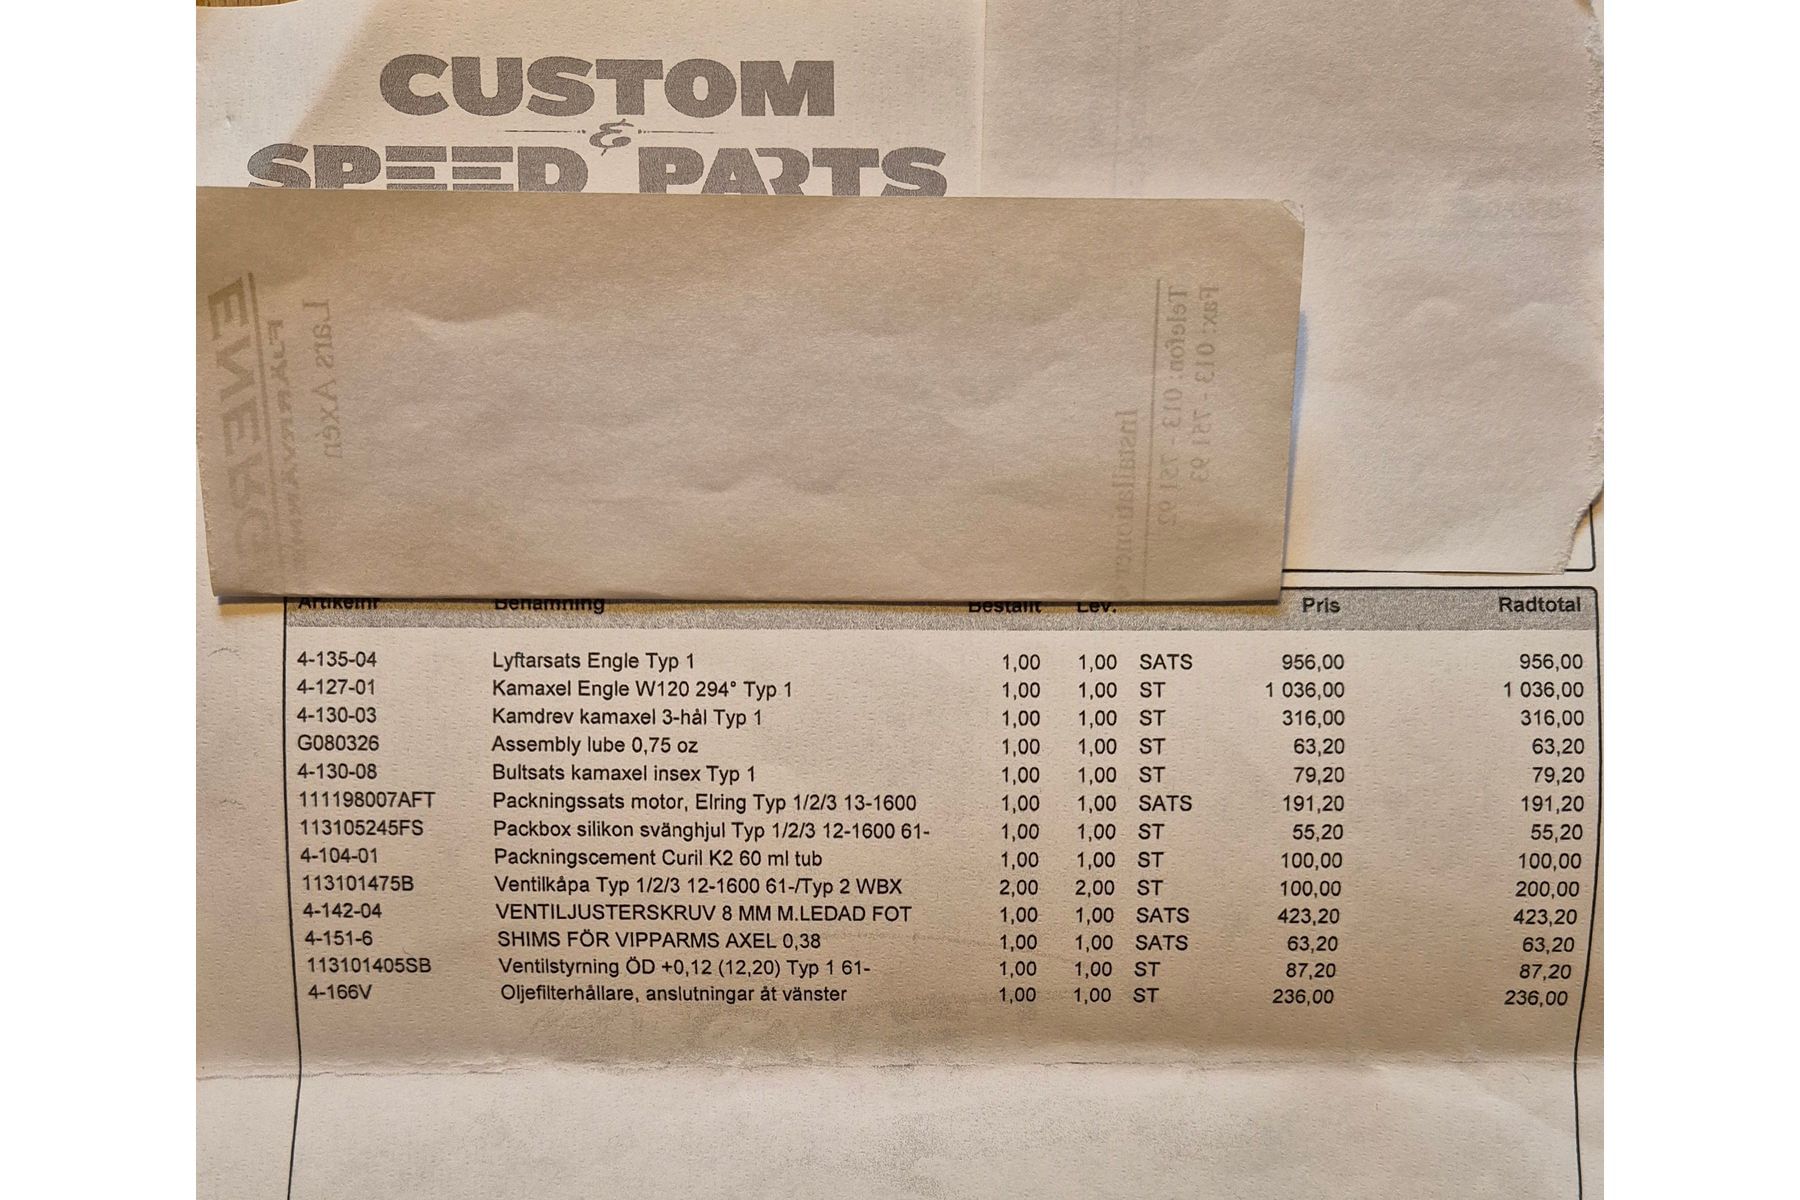 CUSTOM
&
SPEED PARTS
Lars Axén
Fax: 013 - 751 93
Telefon: 013 - 751 92
Artikelnr Benämning Beställt Lev. Pris Radtotal
4-135-04 Lyftarsats Engle Typ 1 1,00 1,00 SATS 956,00 956,00
4-127-01 Kamaxel Engle W120 294° Typ 1 1,00 1,00 ST 1 036,00 1 036,00
4-130-03 Kamdrev kamaxel 3-hål Typ 1 1,00 1,00 ST 316,00 316,00
G080326 Assembly lube 0,75 oz 1,00 1,00 ST 63,20 63,20
4-130-08 Bultsats kamaxel insex Typ 1 1,00 1,00 ST 79,20 79,20
111198007AFT Packningssats motor, Elring Typ 1/2/3 13-1600 1,00 1,00 SATS 191,20 191,20
113105245FS Packbox silikon svänghjul Typ 1/2/3 12-1600 61- 1,00 1,00 ST 55,20 55,20
4-104-01 Packningscement Curil K2 60 ml tub 1,00 1,00 ST 100,00 100,00
113101475B Ventilkåpa Typ 1/2/3 12-1600 61-/Typ 2 WBX 2,00 2,00 ST 100,00 200,00
4-142-04 VENTILJUSTERSKRUV 8 MM M.LEDAD FOT 1,00 1,00 SATS 423,20 423,20
4-151-6 SHIMS FÖR VIPPARMS AXEL 0,38 1,00 1,00 SATS 63,20 63,20
113101405SB Ventilstyrning ÖD +0,12 (12,20) Typ 1 61- 1,00 1,00 ST 87,20 87,20
4-166V Oljefilterhållare, anslutningar åt vänster 1,00 1,00 ST 236,00 236,00